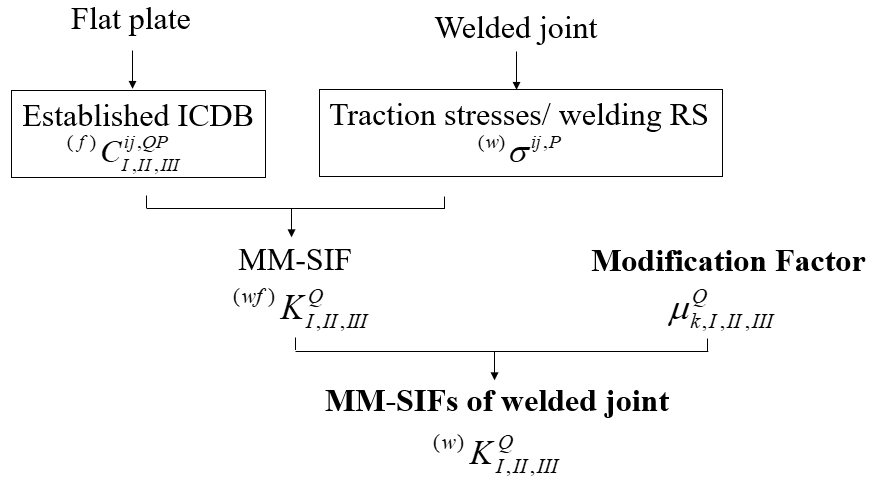 Flat plate
Welded joint
Established ICDB
(f) C ij,QP I,II,III
Traction stresses/ welding RS
(w) σ ij,P
MM-SIF
(wf) K Q I,II,III
Modification Factor
μ Q k,I,II,III
MM-SIFs of welded joint
(w) K Q I,II,III